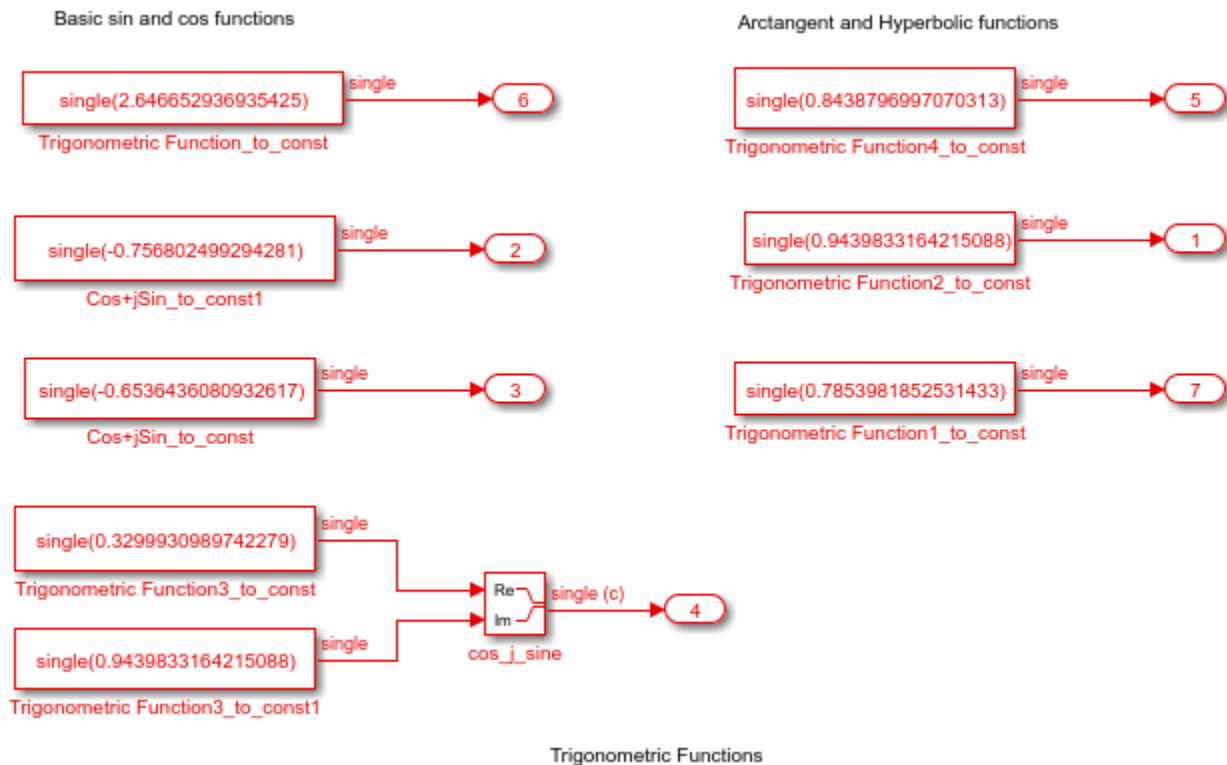 Basic sin and cos functions
single(2.646652936935425)
single
6
Trigonometric Function_to_const
single(-0.756802499294281)
single
2
Cos+jSin_to_const1
single(-0.6536436080932617)
single
3
Cos+jSin_to_const
single(0.3299930989742279)
single
Trigonometric Function3_to_const
single(0.9439833164215088)
single
Trigonometric Function3_to_const1
Re
Im
single (c)
4
cos_j_sine
Arctangent and Hyperbolic functions
single(0.8438796997070313)
single
5
Trigonometric Function4_to_const
single(0.9439833164215088)
single
1
Trigonometric Function2_to_const
single(0.7853981852531433)
single
7
Trigonometric Function1_to_const
Trigonometric Functions